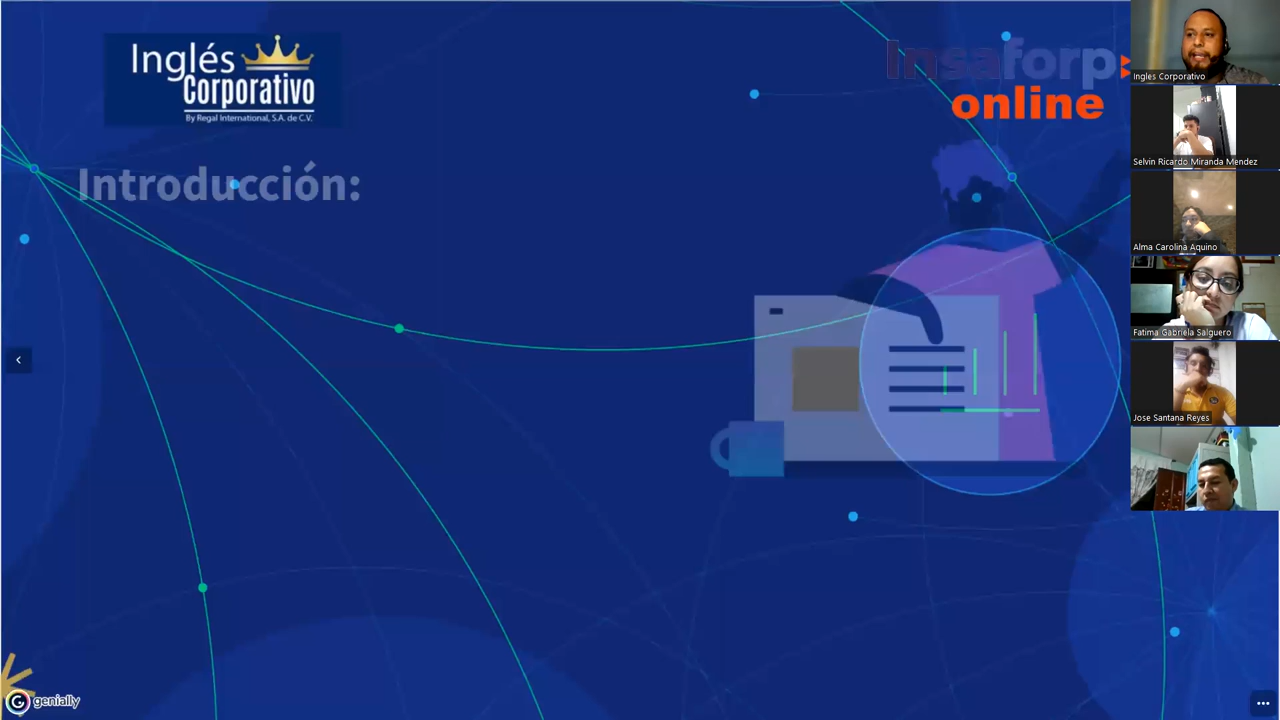 Inglés
Corporativo
By Regal International, S.A. de C.V.
Insaforp
online
Introducción:
genially
Ingles Corporativo
Selvin Ricardo Miranda Mendez
Alma Carolina Aquino
Fatima Gabriela Salguero
Jose Santana Reyes